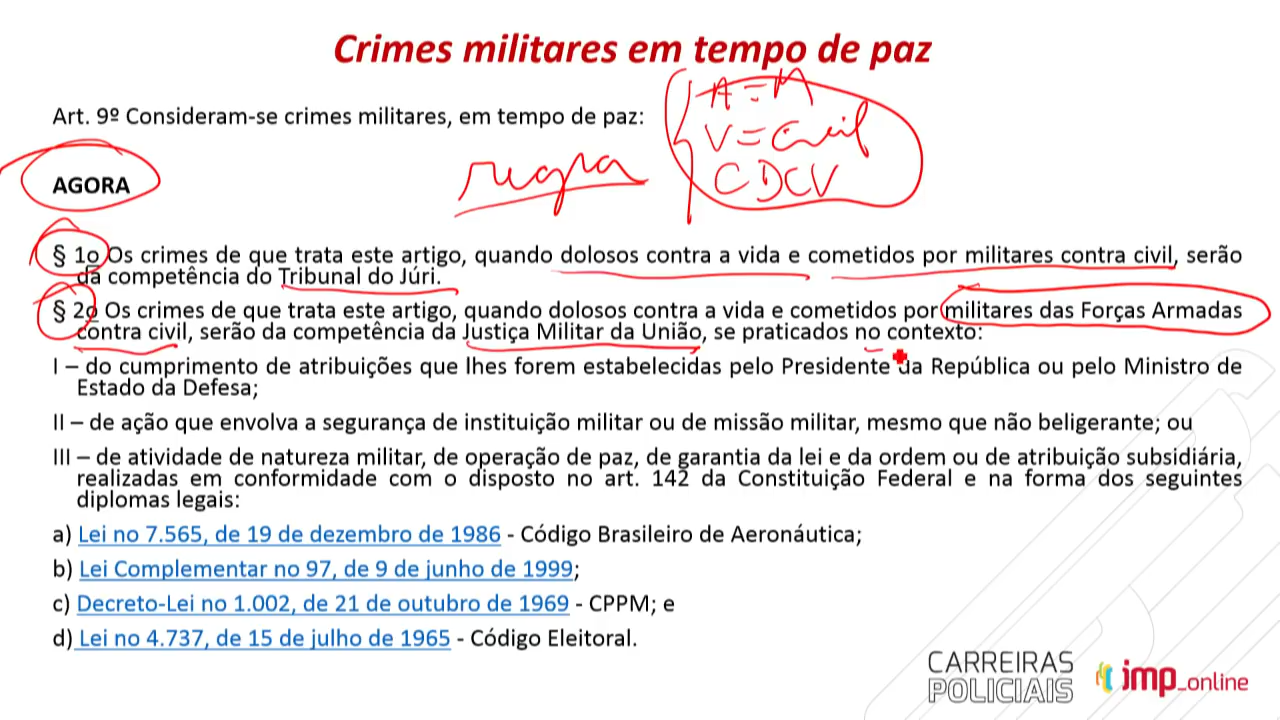 Crimes militares em tempo de paz
A = M
Art. 9º Consideram-se crimes militares, em tempo de paz:
V = Civil
regra
CDCV
AGORA
§ 1o Os crimes de que trata este artigo, quando dolosos contra a vida e cometidos por militares contra civil, serão
da competência do Tribunal do Júri.
§ 2o Os crimes de que trata este artigo, quando dolosos contra a vida e cometidos por militares das Forças Armadas
contra civil, serão da competência da Justiça Militar da União, se praticados no contexto:
I – do cumprimento de atribuições que lhes forem estabelecidas pelo Presidente da República ou pelo Ministro de
Estado da Defesa;
II – de ação que envolva a segurança de instituição militar ou de missão militar, mesmo que não beligerante; ou
III – de atividade de natureza militar, de operação de paz, de garantia da lei e da ordem ou de atribuição subsidiária,
realizadas em conformidade com o disposto no art. 142 da Constituição Federal e na forma dos seguintes
diplomas legais:
a) Lei no 7.565, de 19 de dezembro de 1986 - Código Brasileiro de Aeronáutica;
b) Lei Complementar no 97, de 9 de junho de 1999;
c) Decreto-Lei no 1.002, de 21 de outubro de 1969 - CPPM; e
d) Lei no 4.737, de 15 de julho de 1965 - Código Eleitoral.
CARREIRAS
POLICIAIS
imp_online